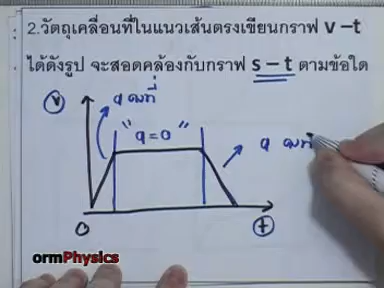 2.วัตถุเคลื่อนที่ในแนวเส้นตรงเขียนกราฟ v – t
ได้ดังรูป จะสอดคล้องกับกราฟ s – t ตามข้อใด
v
a คงที่
"a = 0"
a คงที่
0
t
ormPhysics